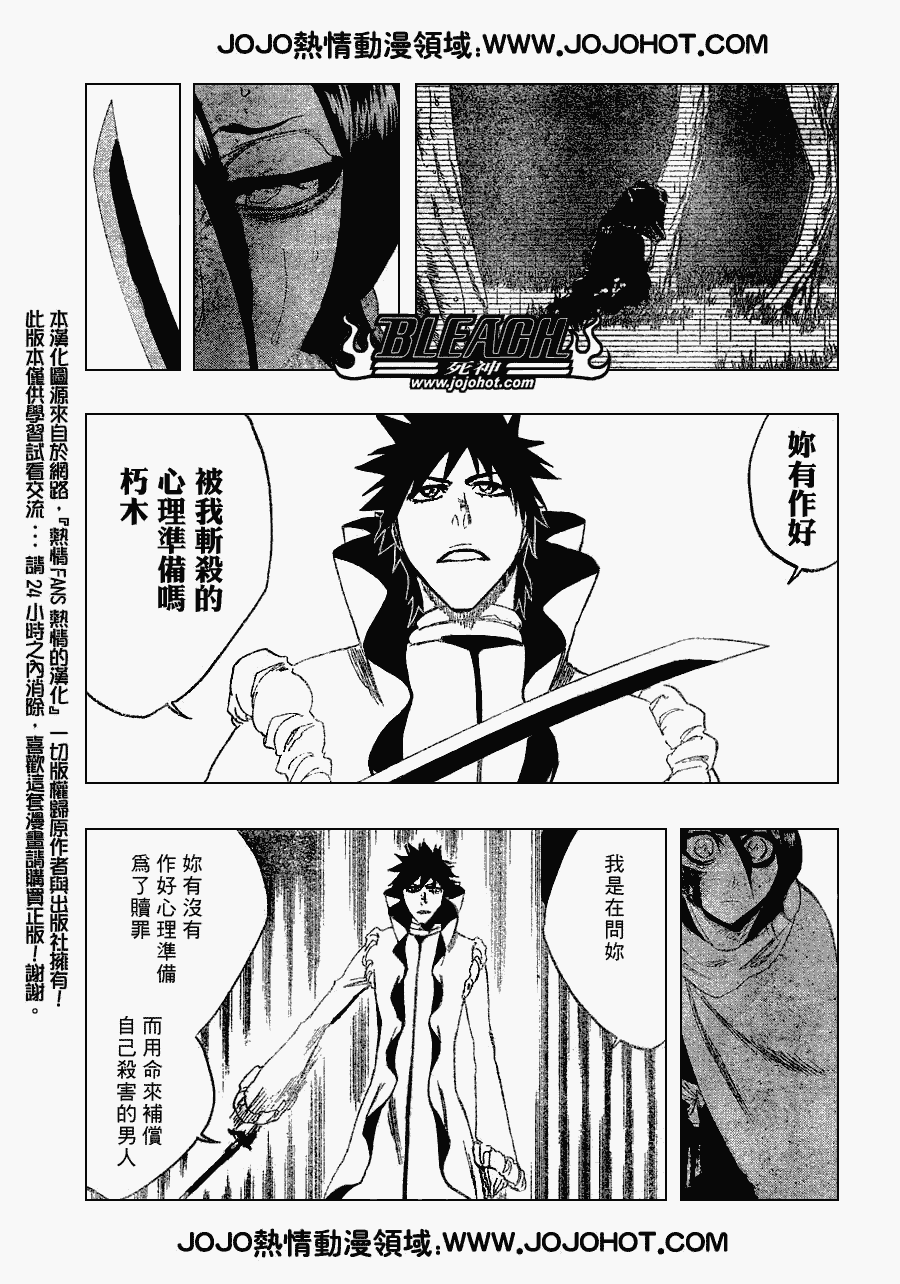 JOJO熱情動漫領域:WWW.JOJOHOT.COM
BLEACH
死神
www.jojohot.com
妳有作好
被我斬殺的
心理準備嗎
朽木
我是在問妳
妳有沒有
作好心理準備
爲了贖罪
而用命來補償
自己殺害的男人
本漢化圖源來自於網路，『熱情FANS熱情的漢化』一切版權歸原作者與出版社擁有！
此版本僅供學習試看交流… 請24小時之內消除，喜歡這套漫畫請購買正版！謝謝。
JOJO熱情動漫領域:WWW.JOJOHOT.COM